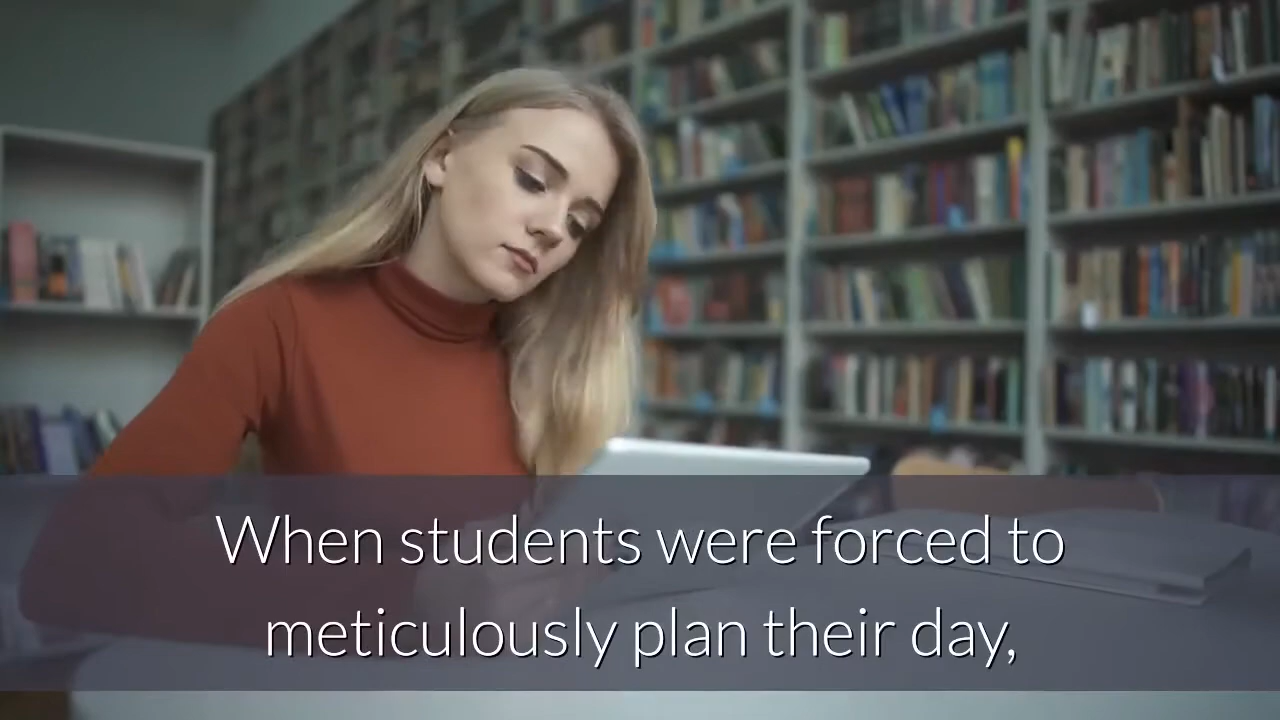 When students were forced to
meticulously plan their day,